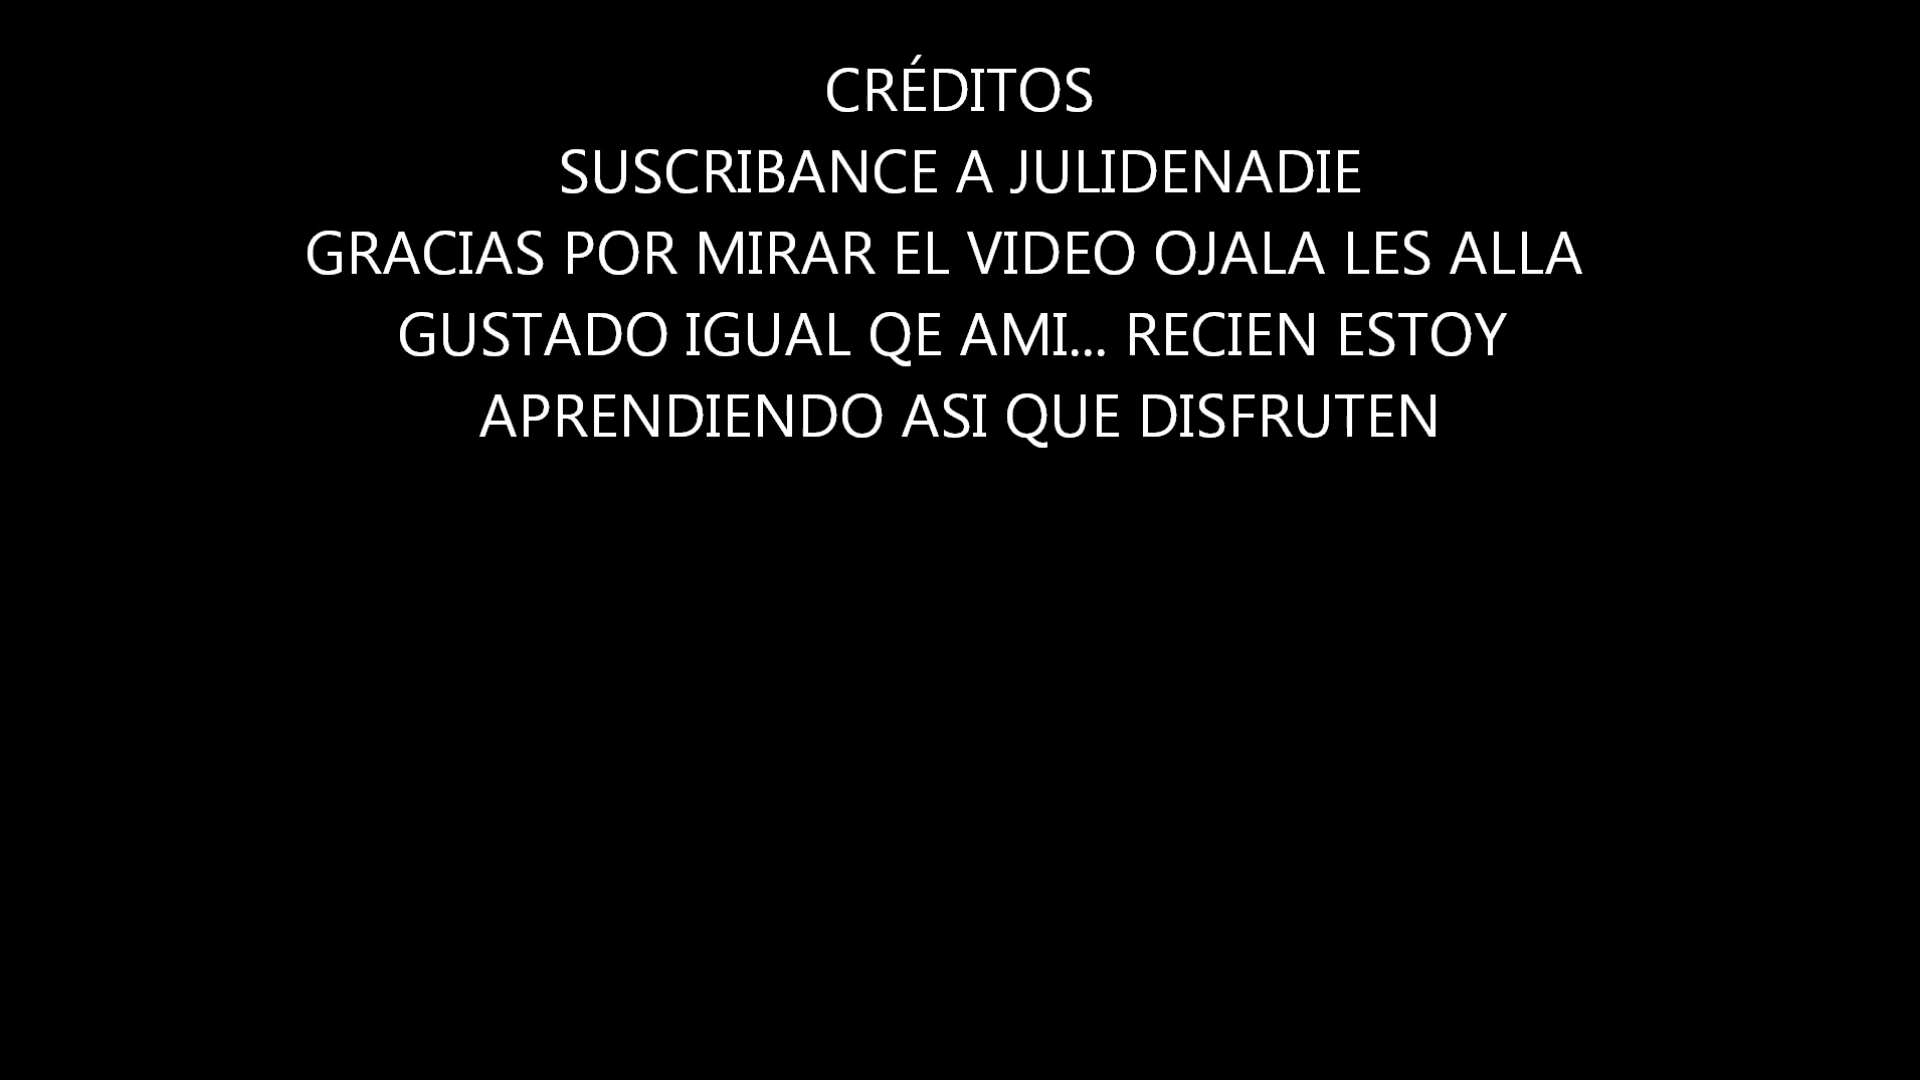 CRÉDITOS
SUSCRIBANCE A JULIDENADIE
GRACIAS POR MIRAR EL VIDEO OJALA LES ALLA
GUSTADO IGUAL QE AMI... RECIEN ESTOY
APRENDIENDO ASI QUE DISFRUTEN